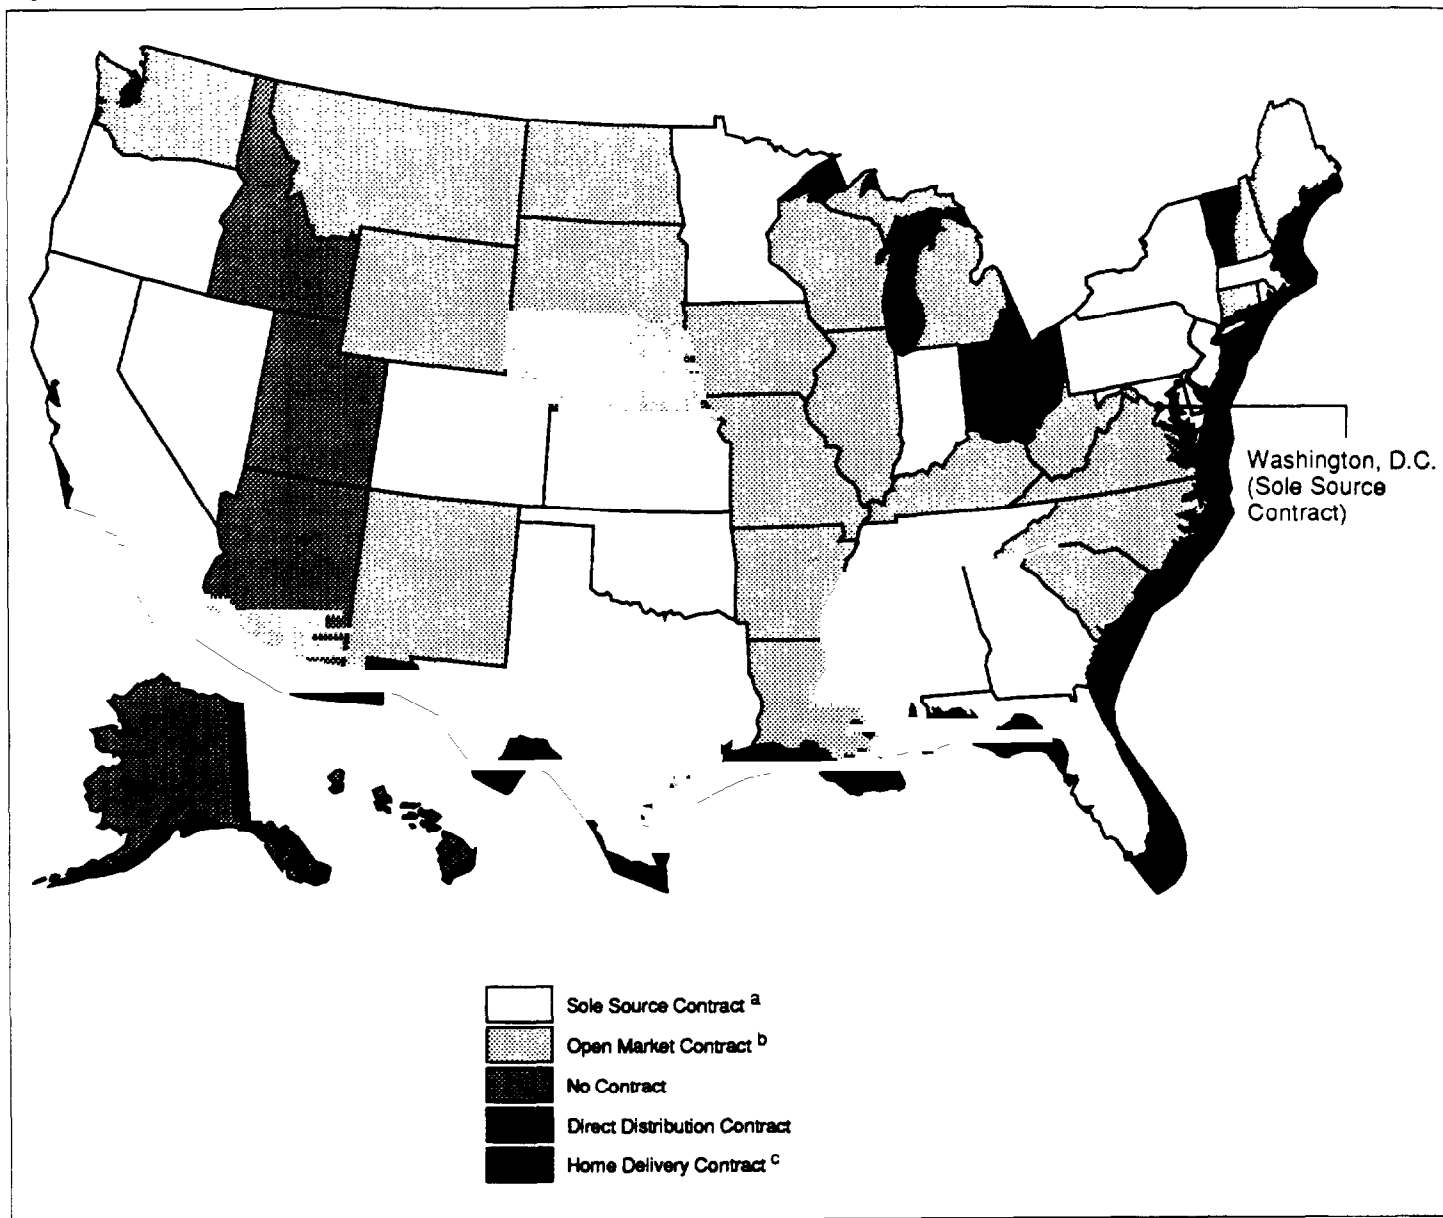 Washington, D.C.
(Sole Source
Contract)
Sole Source Contract a
Open Market Contract b
No Contract
Direct Distribution Contract
Home Delivery Contract c